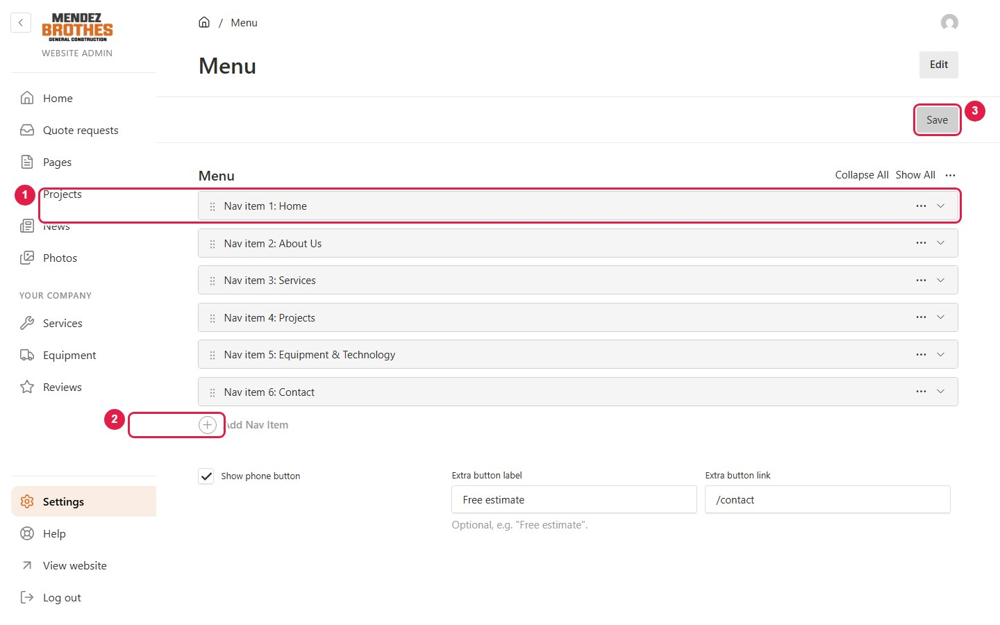 MENDEZ
BROTHES
GENERAL CONSTRUCTION
WEBSITE ADMIN
/ Menu
Menu
Edit
Save
3
Home
Quote requests
Pages
1
Projects
News
Photos
YOUR COMPANY
Services
Equipment
Reviews
Menu
Collapse All Show All
Nav item 1: Home
Nav item 2: About Us
Nav item 3: Services
Nav item 4: Projects
Nav item 5: Equipment & Technology
Nav item 6: Contact
2
Add Nav Item
Show phone button
Extra button label
Free estimate
Optional, e.g. "Free estimate".
Extra button link
/contact
Settings
Help
View website
Log out